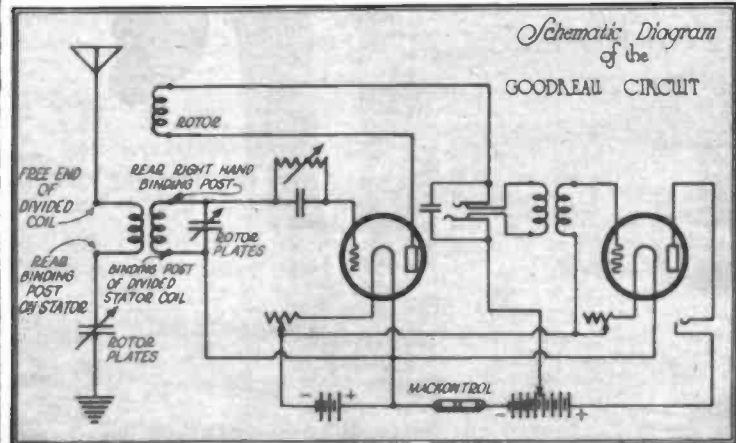 Schematic Diagram
of the
GOODREAU CIRCUIT
ROTOR
REAR RIGHT HAND
BINDING POST
FREE END
OF
DIVIDED
COIL
ROTOR
PLATES
BINDING POST
OF DIVIDED
STATOR COIL
REAR
BINDING
POST
ON STATOR
ROTOR
PLATES
MACKONTROL
- +
- +